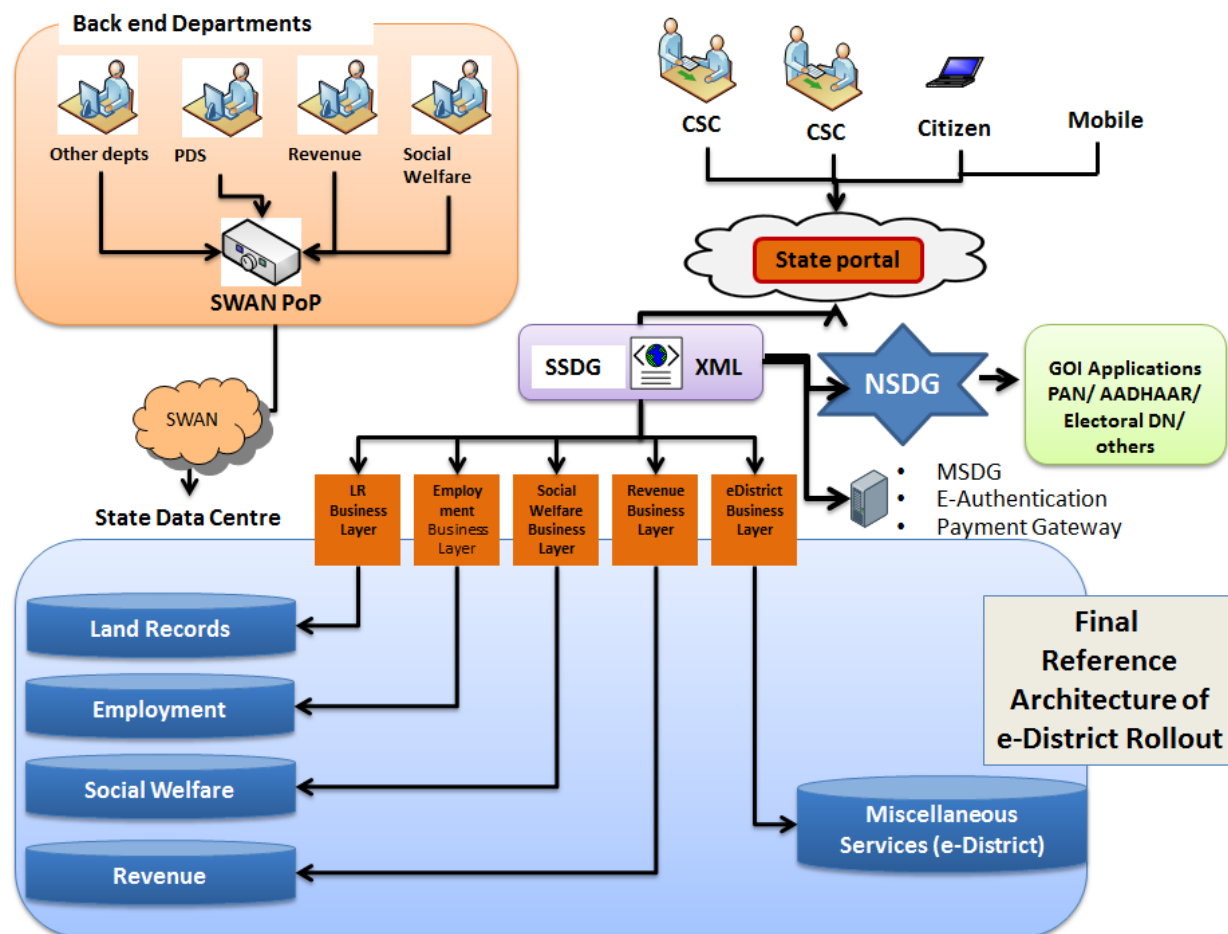 Back end Departments
Other depts
PDS
Revenue
Social
Welfare
SWAN PoP
CSC
CSC
Citizen
Mobile
State portal
SSDG
XML
NSDG
GOI Applications
PAN/ AADHAAR/
Electoral DN/
others
SWAN
• MSDG
• E-Authentication
• Payment Gateway
State Data Centre
LR
Business
Layer
Employ
ment
Business
Layer
Social
Welfare
Business
Layer
Revenue
Business
Layer
eDistrict
Business
Layer
Land Records
Employment
Social Welfare
Revenue
Final
Reference
Architecture of
e-District Rollout
Miscellaneous
Services (e-District)